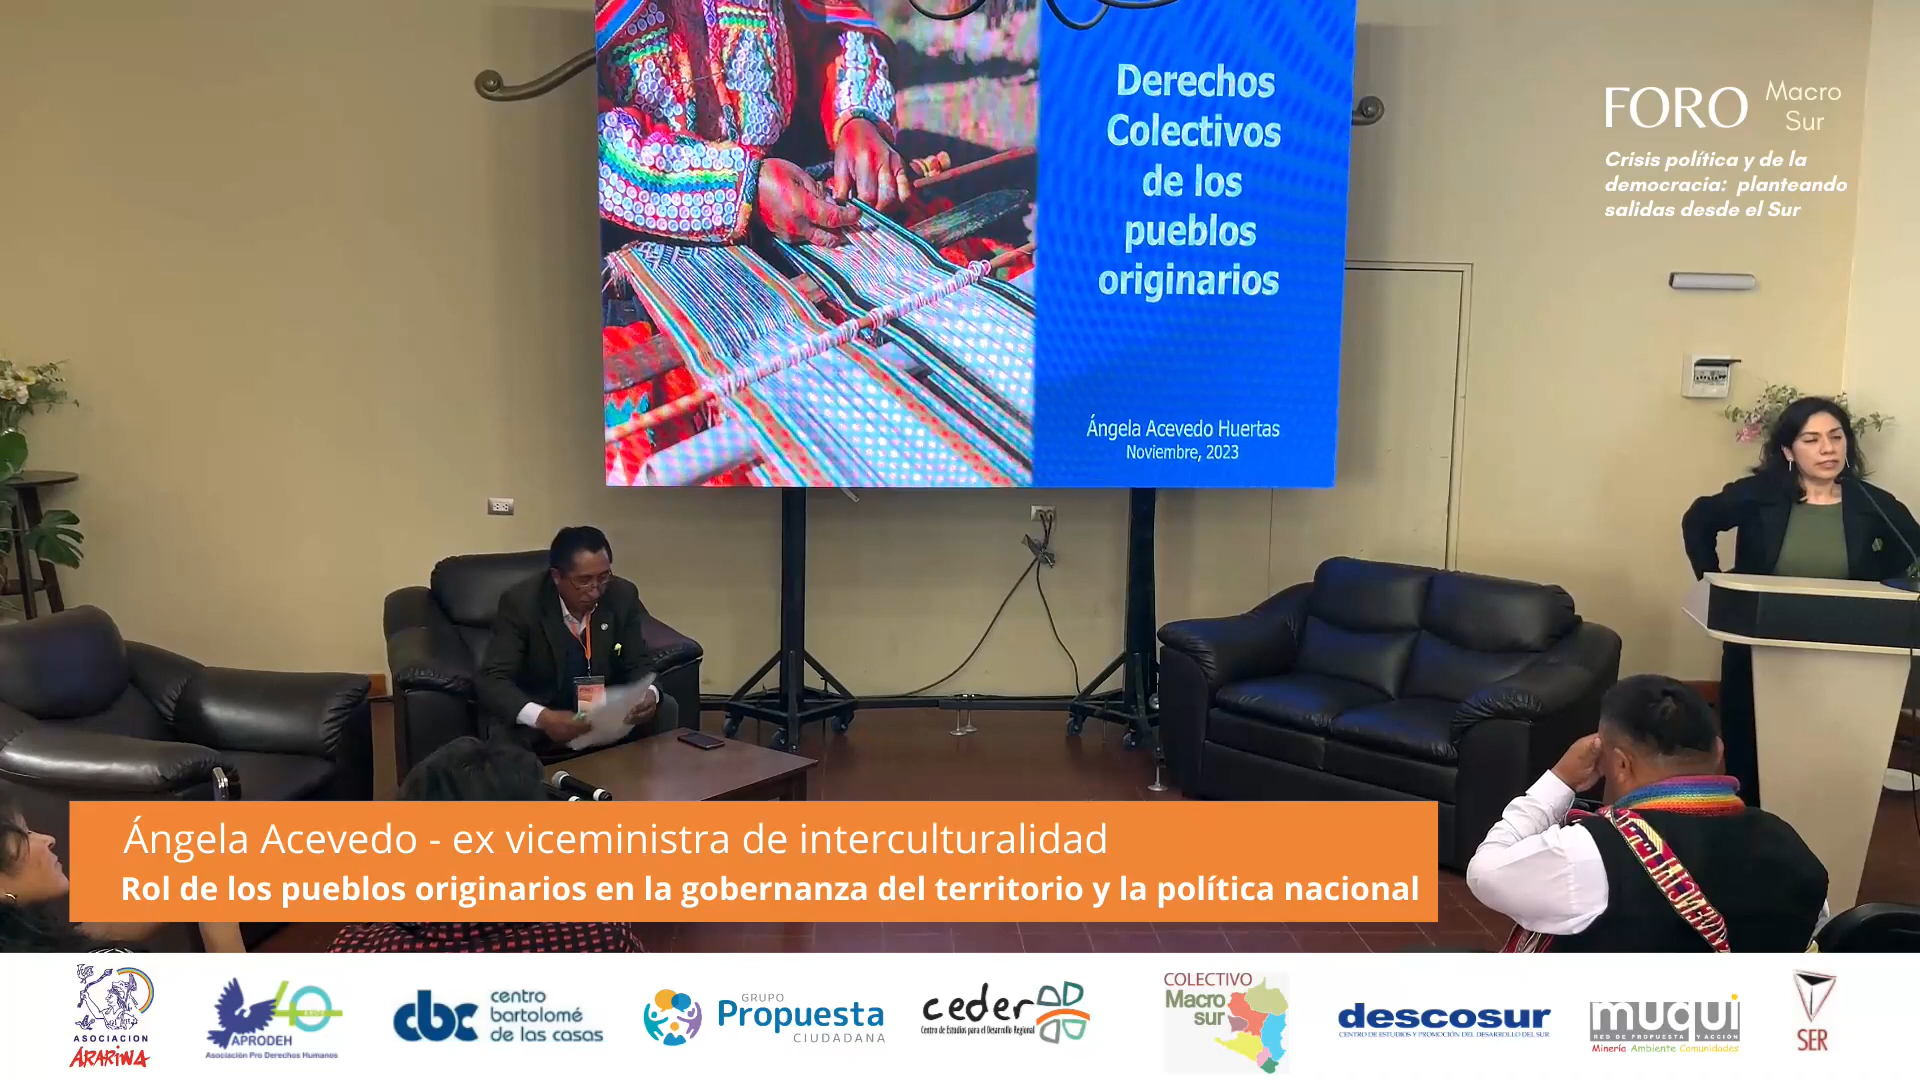 Derechos
Colectivos
de los
pueblos
originarios
Ángela Acevedo Huertas
Noviembre, 2023
FORO Macro Sur
Crisis política y de la
democracia: planteando
salidas desde el Sur
Ángela Acevedo - ex viceministra de interculturalidad
Rol de los pueblos originarios en la gobernanza del territorio y la política nacional
ASOCIACION
ARARIWA
40
APRODEH
Asociación Pro Derechos Humanos
cbc centro
bartolomé
de las casas
GRUPO
Propuesta
CIUDADANA
ceder
Centro de Estudios para el Desarrollo Regional
COLECTIVO
Macro
sur
descosur
CENTRO DE ESTUDIOS Y PROMOCIÓN DEL DESARROLLO DEL SUR
muqui
RED DE PROPUESTA Y ACCIÓN
Minería Ambiente Comunidades
SER